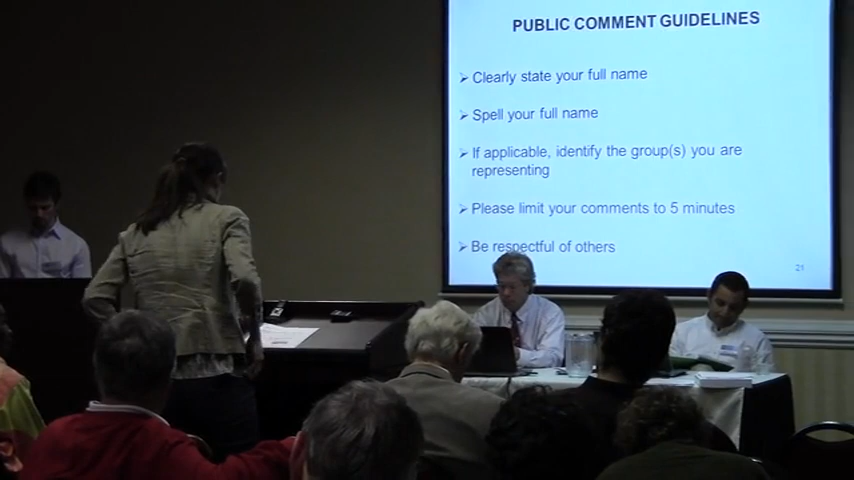 PUBLIC COMMENT GUIDELINES
➢ Clearly state your full name
➢ Spell your full name
➢ If applicable, identify the group(s) you are
representing
➢ Please limit your comments to 5 minutes
➢ Be respectful of others
21